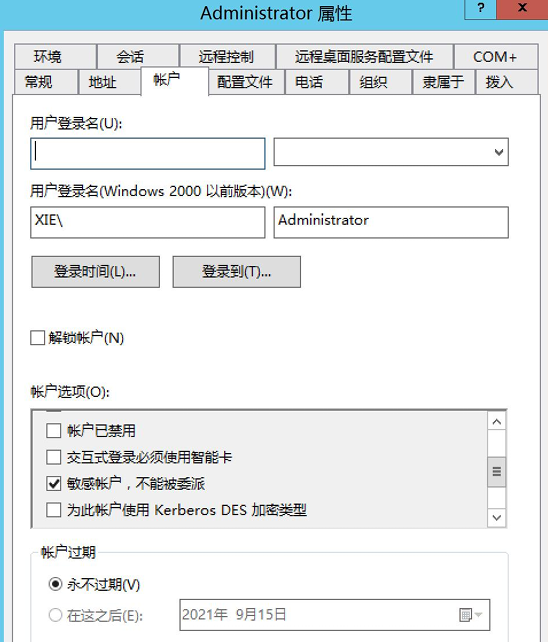 Administrator 属性
?
x
环境
会话
远程控制
远程桌面服务配置文件
COM+
常规
地址
帐户
配置文件
电话
组织
隶属于
拨入
用户登录名(U):
用户登录名(Windows 2000 以前版本)(W):
XIE\
Administrator
登录时间(L)...
登录到(T)...
解锁帐户(N)
帐户选项(O):
帐户已禁用
交互式登录必须使用智能卡
敏感帐户，不能被委派
为此帐户使用 Kerberos DES 加密类型
帐户过期
永不过期(V)
在这之后(E):
2021年 9月15日